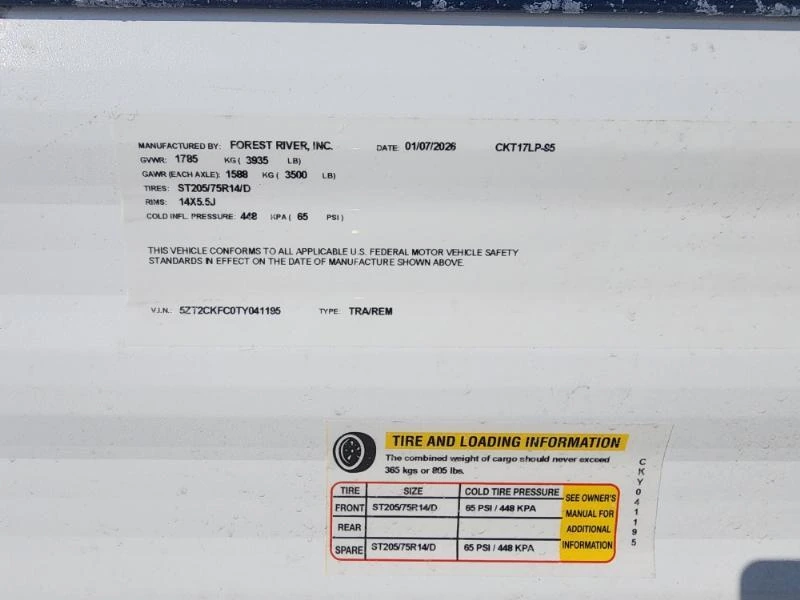 MANUFACTURED BY: FOREST RIVER, INC. DATE: 01/07/2026 CKT17LP-S5
GVWR: 1785 KG ( 3935 LB)
GAWR (EACH AXLE): 1588 KG ( 3500 LB)
TIRES: ST205/75R14/D
RIMS: 14X5.5J
COLD INFL. PRESSURE: 448 KPA ( 65 PSI )
THIS VEHICLE CONFORMS TO ALL APPLICABLE U.S. FEDERAL MOTOR VEHICLE SAFETY
STANDARDS IN EFFECT ON THE DATE OF MANUFACTURE SHOWN ABOVE.
V.I.N.: 5ZT2CKFC0TY041195 TYPE: TRA/REM
TIRE AND LOADING INFORMATION
The combined weight of cargo should never exceed
365 kgs or 805 lbs.
TIRE SIZE COLD TIRE PRESSURE
FRONT ST205/75R14/D 65 PSI / 448 KPA
REAR
SPARE ST205/75R14/D 65 PSI / 448 KPA
SEE OWNER'S
MANUAL FOR
ADDITIONAL
INFORMATION
CKY041195